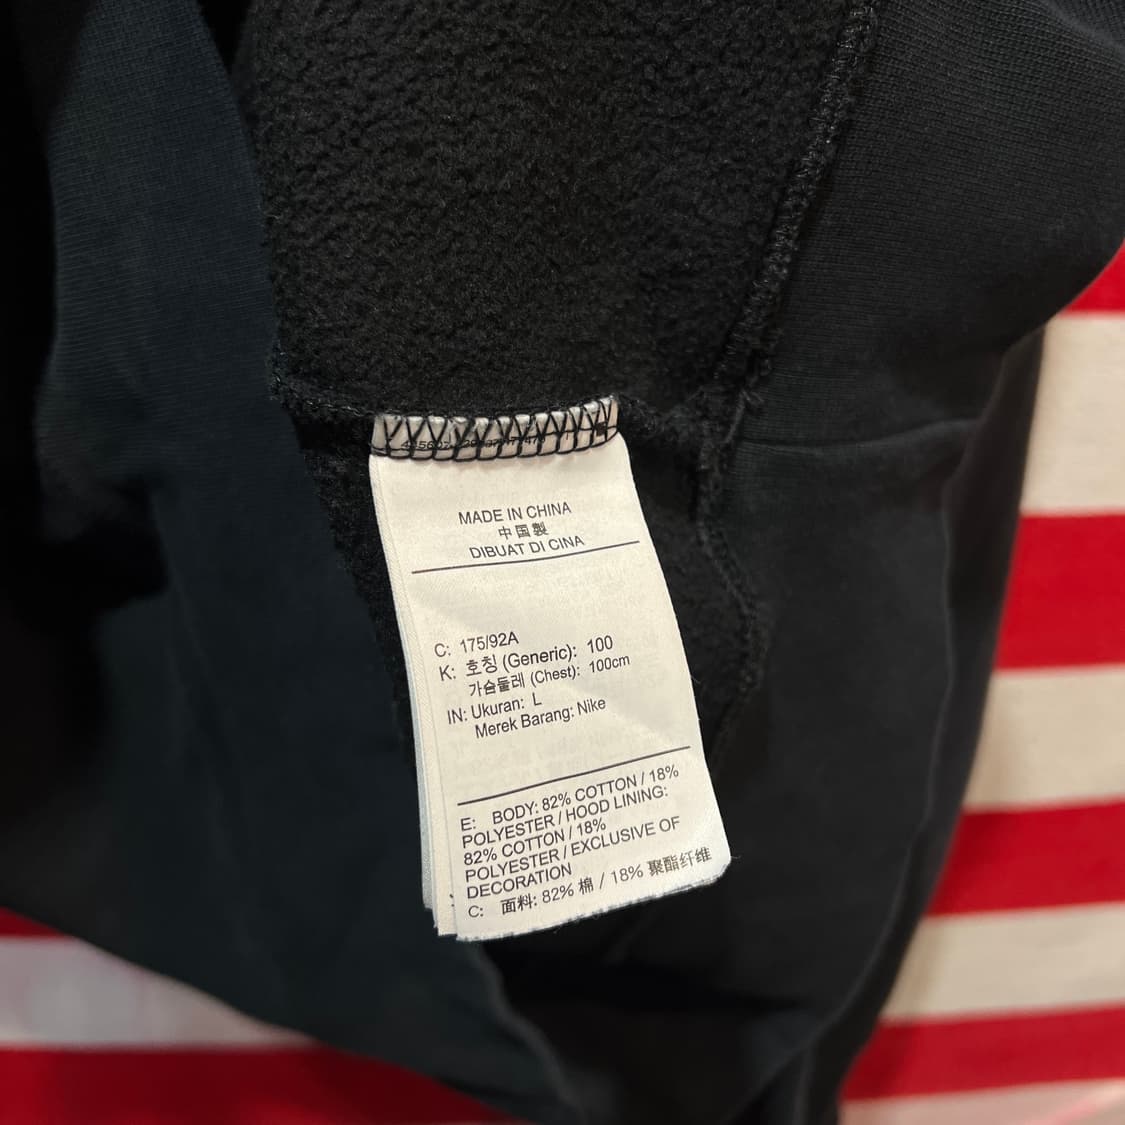 MADE IN CHINA
中国製
DIBUAT DI CINA
C: 175/92A
K: 호칭 (Generic): 100
가슴둘레 (Chest): 100cm
IN: Ukuran: L
Merek Barang: Nike
E: BODY: 82% COTTON / 18%
POLYESTER / HOOD LINING:
82% COTTON / 18%
POLYESTER / EXCLUSIVE OF
DECORATION
C: 面料: 82% 棉 / 18% 聚酯纤维